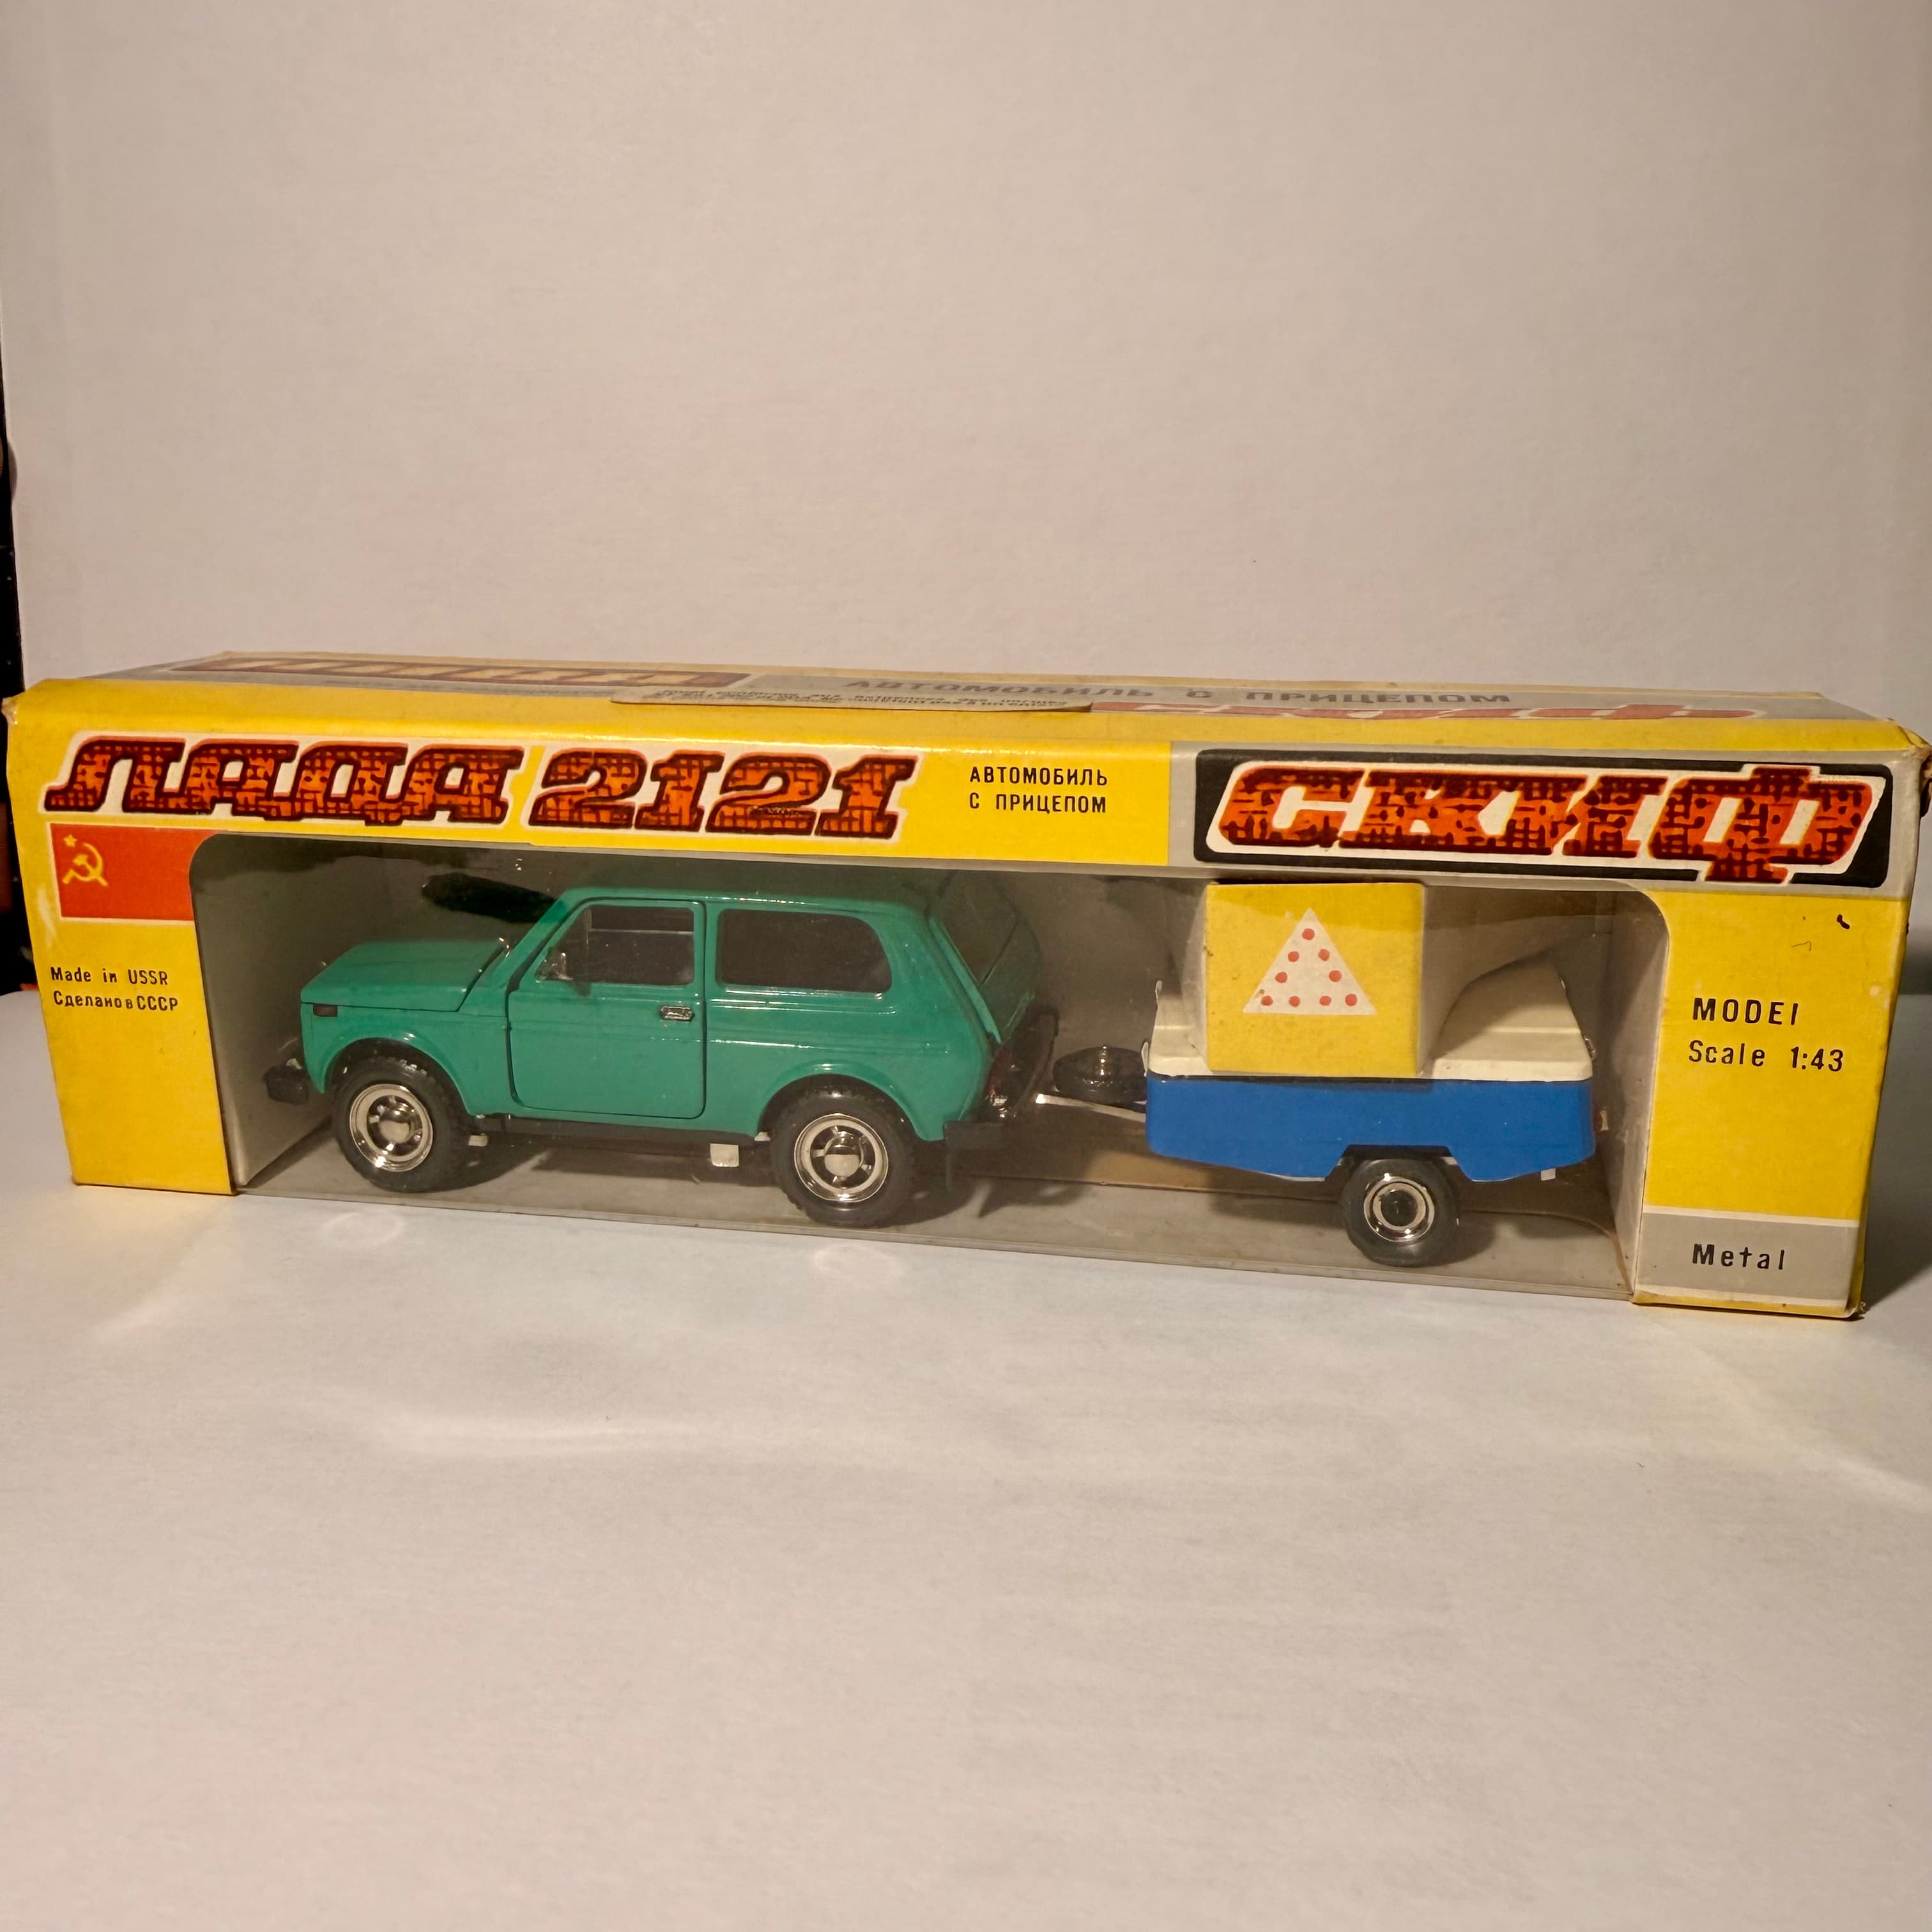 АВТОМОБИЛЬ С ПРИЦЕПОМ
ЛАДА 2121
АВТОМОБИЛЬ
С ПРИЦЕПОМ
СКИФ
Made in USSR
Сделано в СССР
MODEL
Scale 1:43
Metal